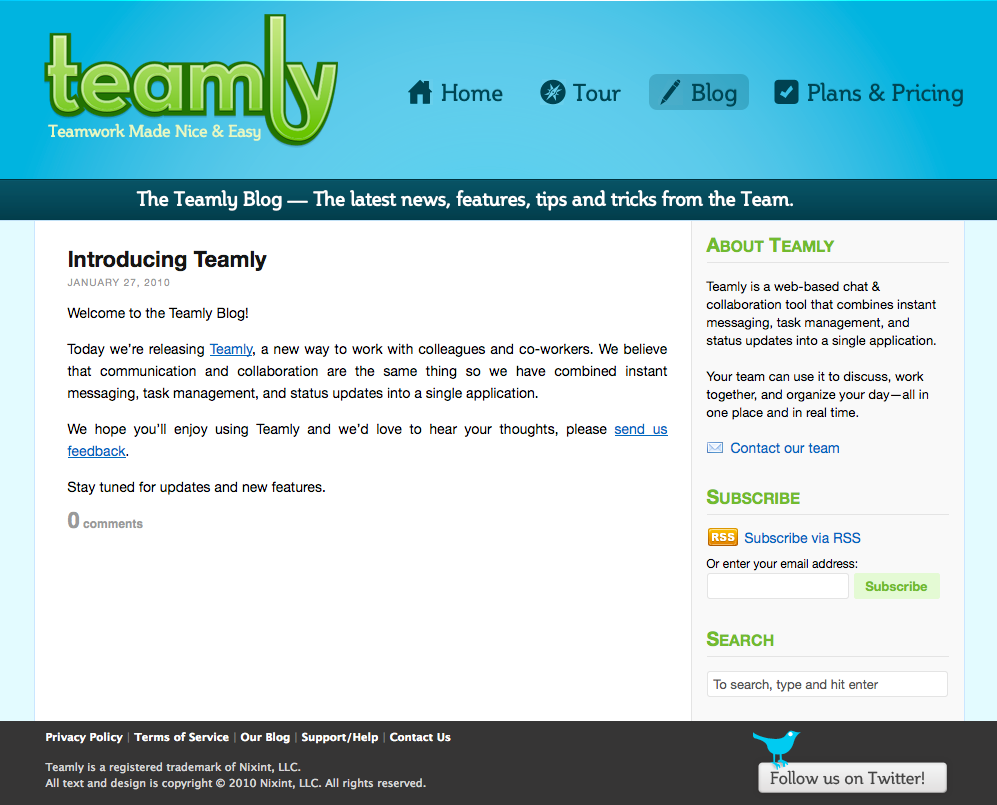 teamly
Teamwork Made Nice & Easy
Home
Tour
Blog
Plans & Pricing
The Teamly Blog — The latest news, features, tips and tricks from the Team.
Introducing Teamly
JANUARY 27, 2010
Welcome to the Teamly Blog!
Today we're releasing Teamly, a new way to work with colleagues and co-workers. We believe
that communication and collaboration are the same thing so we have combined instant
messaging, task management, and status updates into a single application.
We hope you'll enjoy using Teamly and we'd love to hear your thoughts, please send us
feedback.
Stay tuned for updates and new features.
0 comments
ABOUT TEAMLY
Teamly is a web-based chat &
collaboration tool that combines instant
messaging, task management, and
status updates into a single application.
Your team can use it to discuss, work
together, and organize your day—all in
one place and in real time.
Contact our team
SUBSCRIBE
RSS Subscribe via RSS
Or enter your email address:
Subscribe
SEARCH
To search, type and hit enter
Privacy Policy | Terms of Service | Our Blog | Support/Help | Contact Us
Teamly is a registered trademark of Nixint, LLC.
All text and design is copyright © 2010 Nixint, LLC. All rights reserved.
Follow us on Twitter!